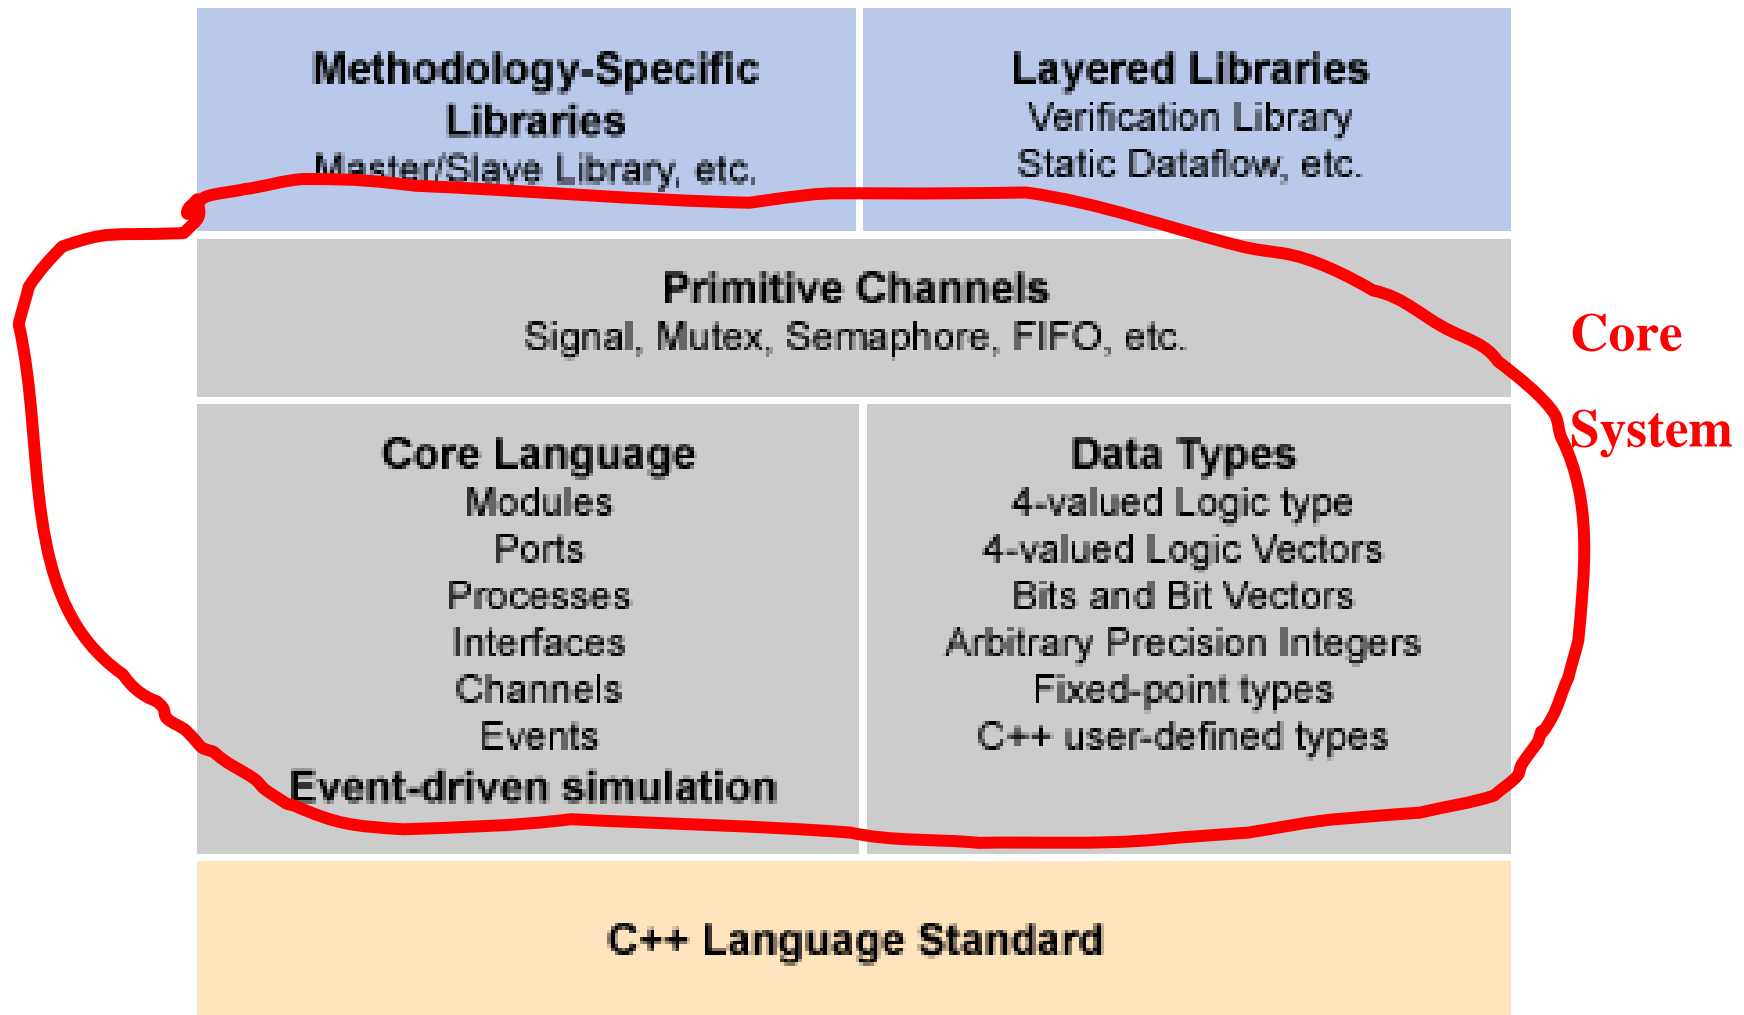 Methodology-Specific
Libraries
Master/Slave Library, etc.
Layered Libraries
Verification Library
Static Dataflow, etc.
Primitive Channels
Signal, Mutex, Semaphore, FIFO, etc.
Core Language
Modules
Ports
Processes
Interfaces
Channels
Events
Event-driven simulation
Data Types
4-valued Logic type
4-valued Logic Vectors
Bits and Bit Vectors
Arbitrary Precision Integers
Fixed-point types
C++ user-defined types
Core
System
C++ Language Standard